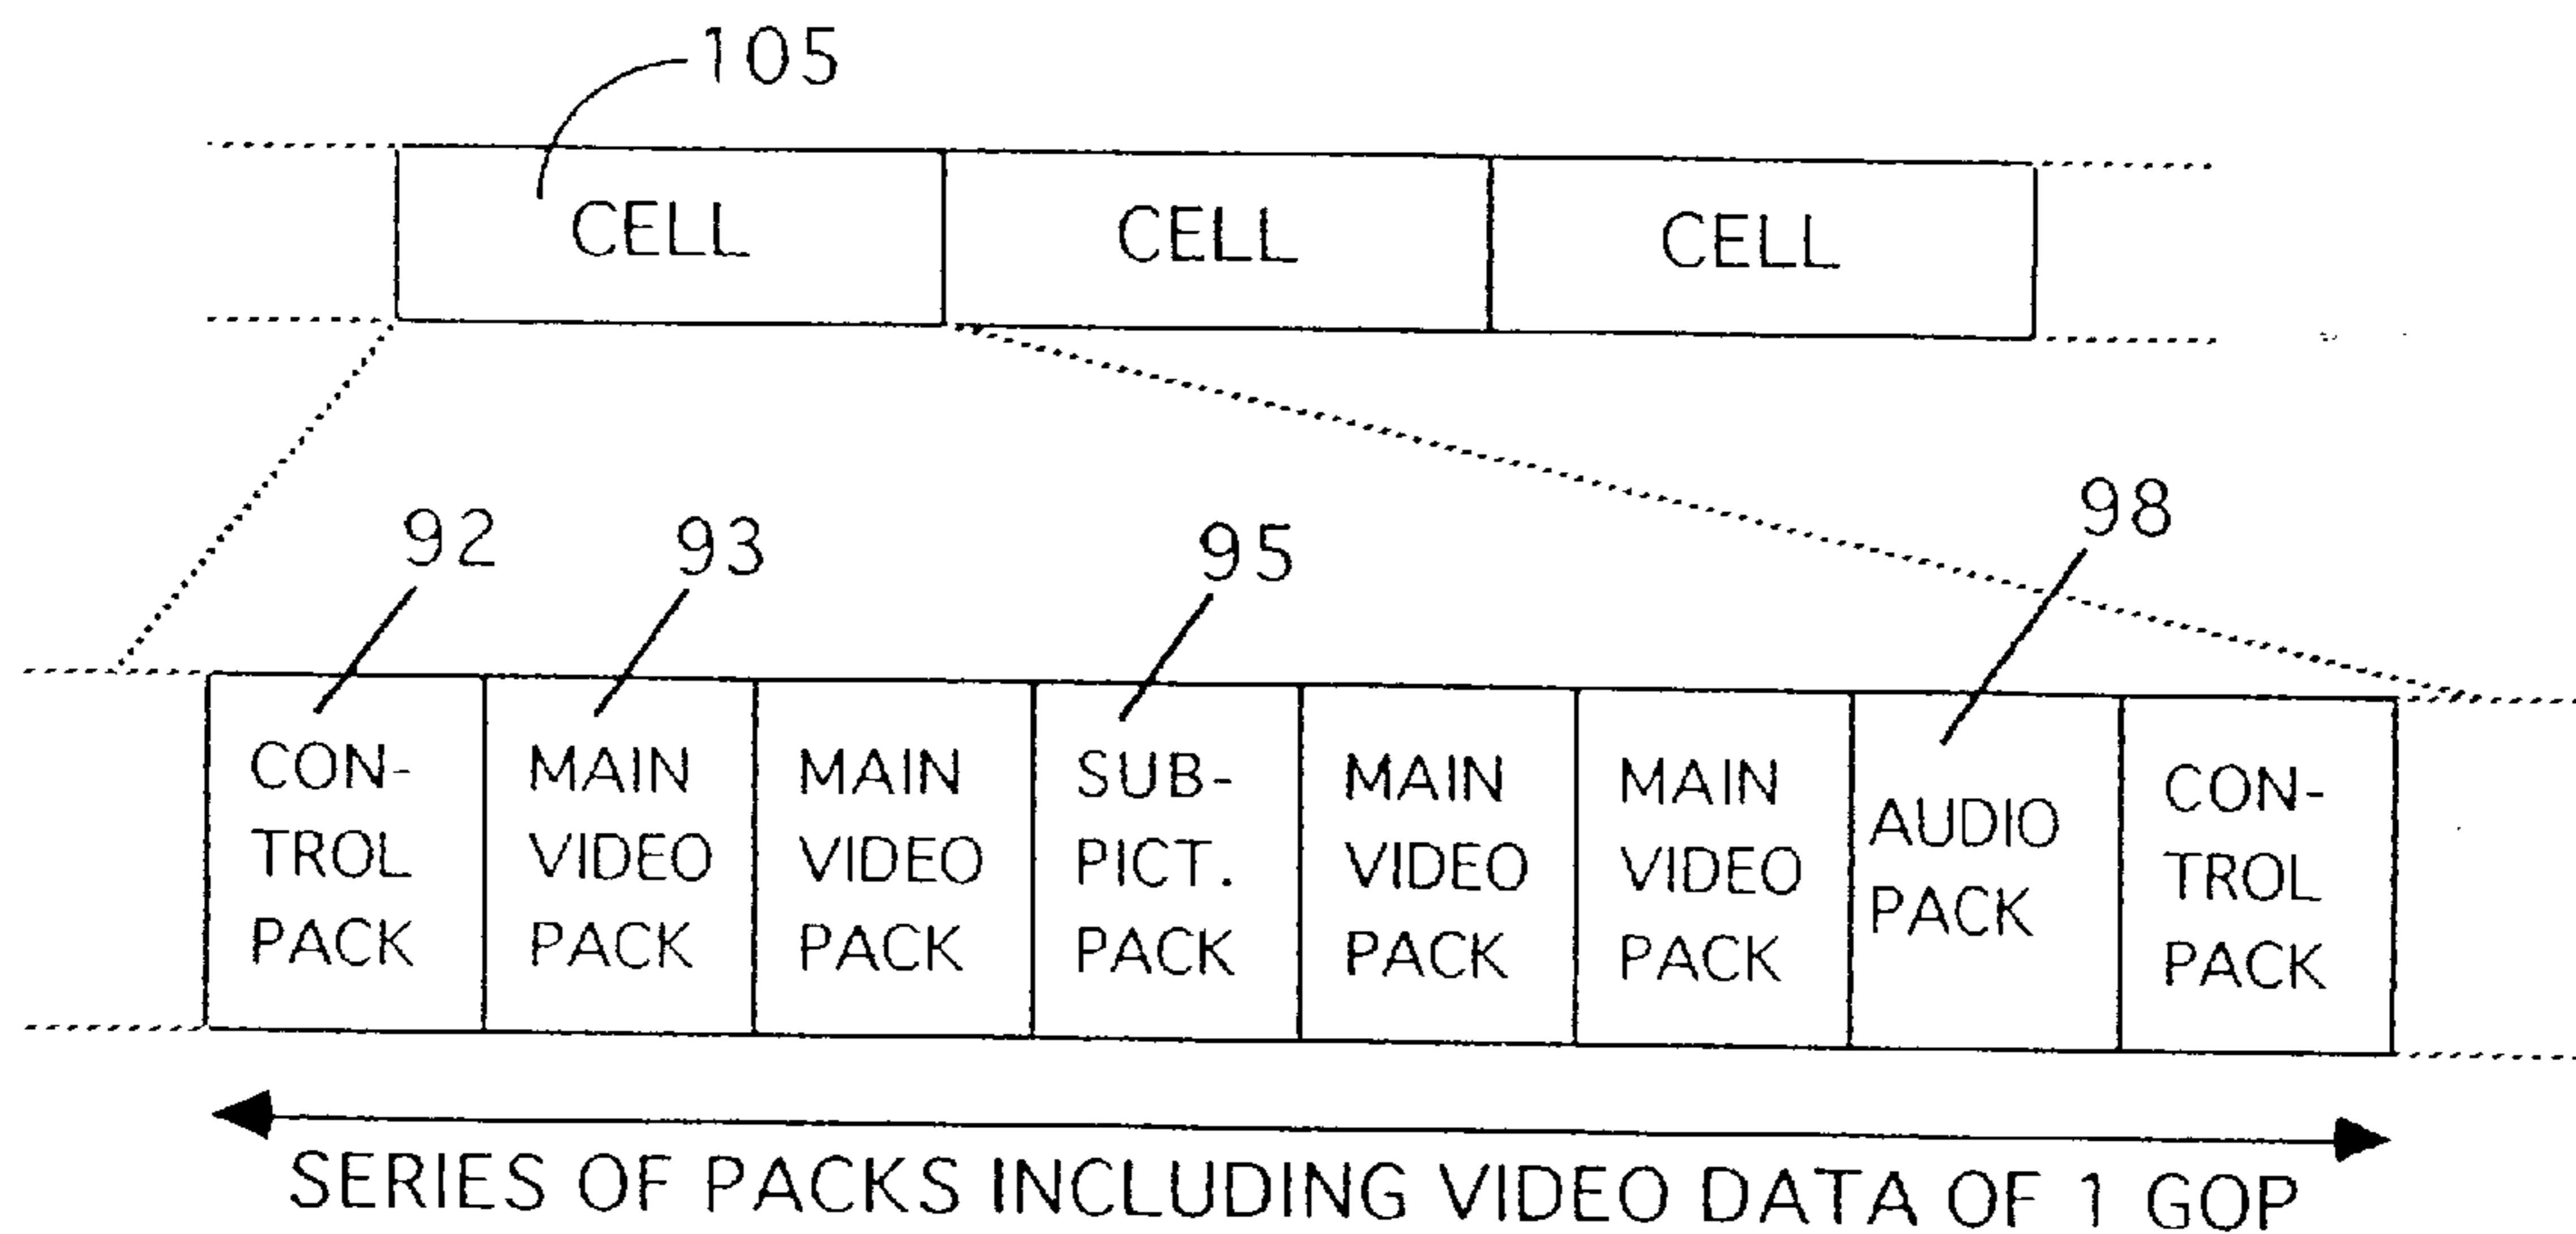 105
CELL CELL CELL
92 93 95 98
CON-
TROL
PACK
MAIN
VIDEO
PACK
MAIN
VIDEO
PACK
SUB-
PICT.
PACK
MAIN
VIDEO
PACK
MAIN
VIDEO
PACK
AUDIO
PACK
CON-
TROL
PACK
SERIES OF PACKS INCLUDING VIDEO DATA OF 1 GOP